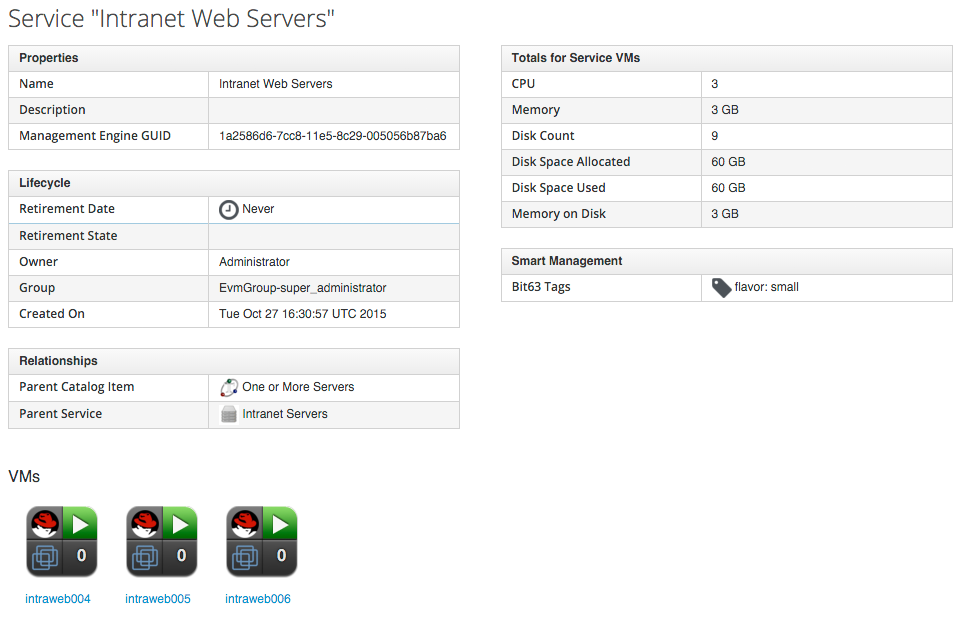 Service "Intranet Web Servers"
Properties
Name Intranet Web Servers
Description
Management Engine GUID 1a2586d6-7cc8-11e5-8c29-005056b87ba6
Lifecycle
Retirement Date Never
Retirement State
Owner Administrator
Group EvmGroup-super_administrator
Created On Tue Oct 27 16:30:57 UTC 2015
Relationships
Parent Catalog Item One or More Servers
Parent Service Intranet Servers
Totals for Service VMs
CPU 3
Memory 3 GB
Disk Count 9
Disk Space Allocated 60 GB
Disk Space Used 60 GB
Memory on Disk 3 GB
Smart Management
Bit63 Tags flavor: small
VMs
0 0 0
intraweb004 intraweb005 intraweb006